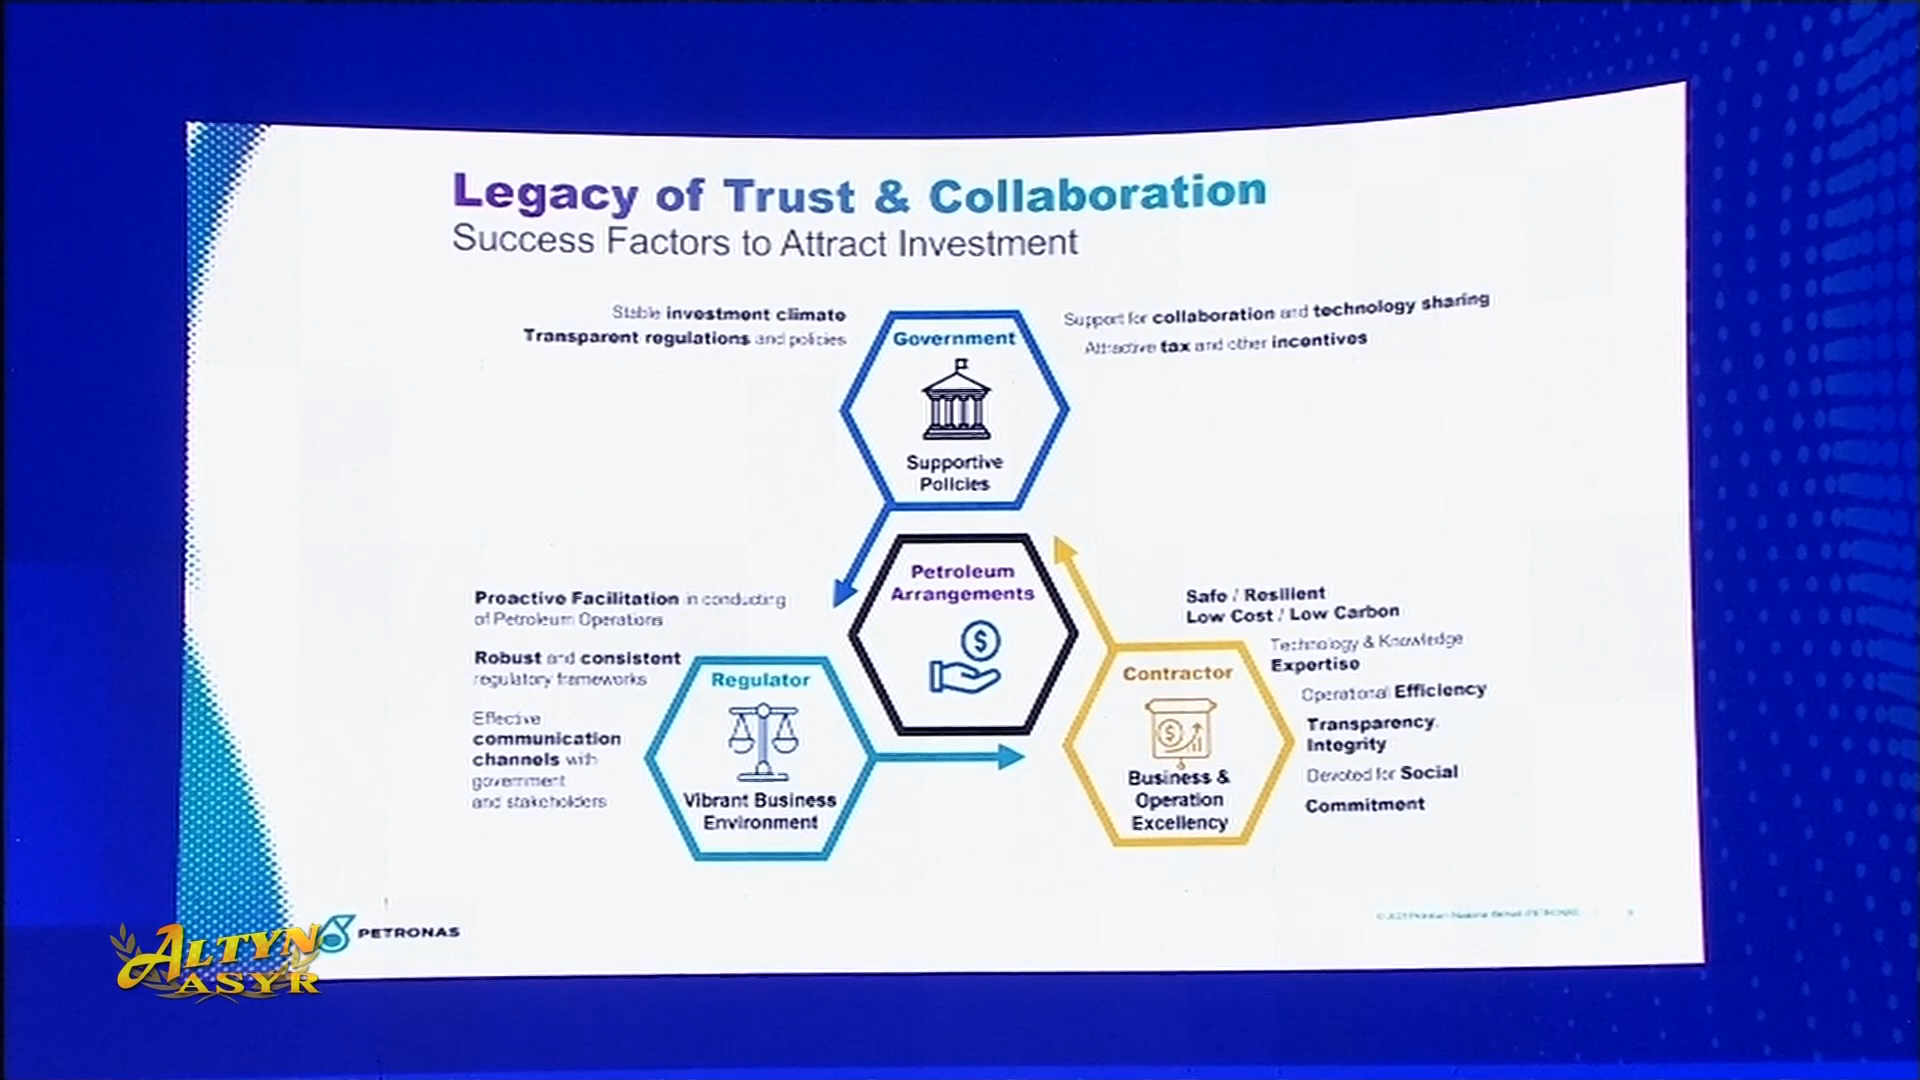 Legacy of Trust & Collaboration
Success Factors to Attract Investment
Stable investment climate
Transparent regulations and policies
Support for collaboration and technology sharing
Attractive tax and other incentives
Government
Supportive
Policies
Petroleum
Arrangements
$
Proactive Facilitation in conducting
of Petroleum Operations
Robust and consistent
regulatory frameworks
Effective
communication
channels with
government
and stakeholders
Regulator
Vibrant Business
Environment
Contractor
$
Business &
Operation
Excellency
Safe / Resilient
Low Cost / Low Carbon
Technology & Knowledge
Expertise
Operational Efficiency
Transparency,
Integrity
Devoted for Social
Commitment
PETRONAS
ALTYN
ASYR